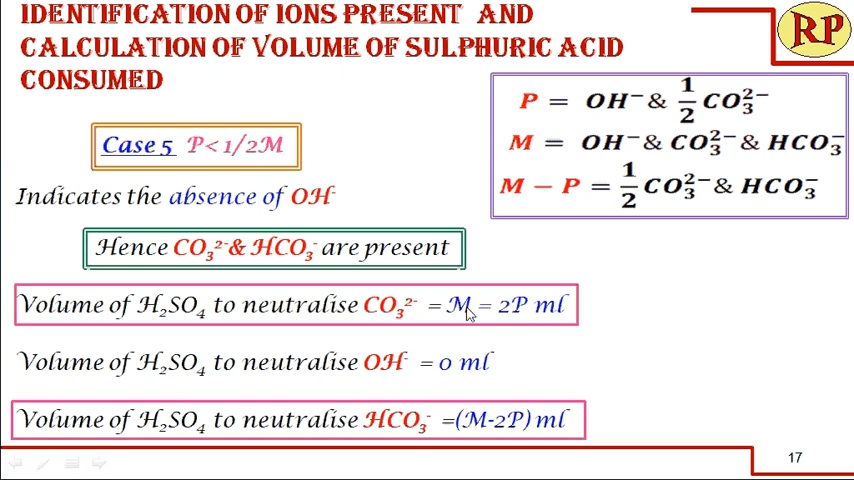 IDENTIFICATION OF IONS PRESENT AND
CALCULATION OF VOLUME OF SULPHURIC ACID
CONSUMED
RP
P = OH⁻ & 1/2 CO₃²⁻
M = OH⁻ & CO₃²⁻ & HCO₃⁻
M − P = 1/2 CO₃²⁻ & HCO₃⁻
Case 5 P< 1/2M
Indicates the absence of OH⁻
Hence CO₃²⁻ & HCO₃⁻ are present
Volume of H₂SO₄ to neutralise CO₃²⁻ = M = 2P ml
Volume of H₂SO₄ to neutralise OH⁻ = 0 ml
Volume of H₂SO₄ to neutralise HCO₃⁻ =(M-2P) ml
17